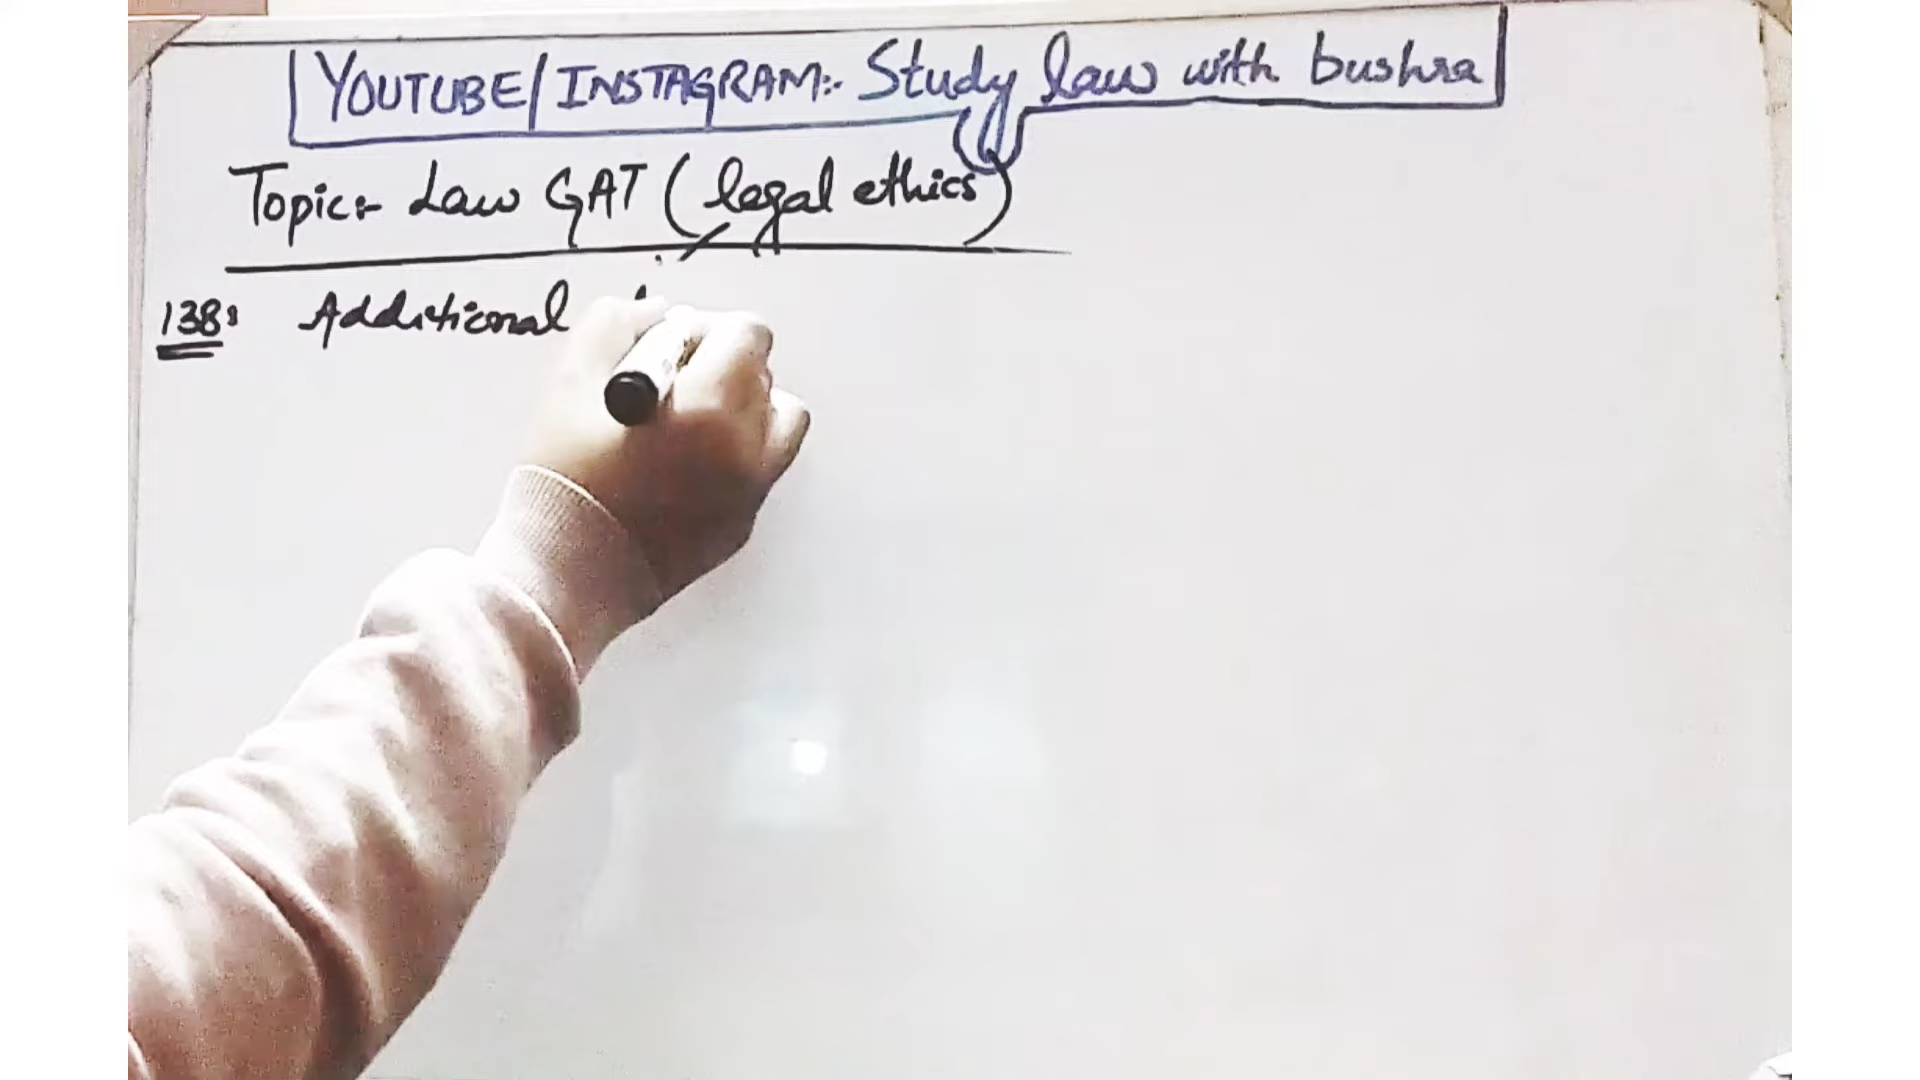 YOUTUBE/INSTAGRAM:- Study law with bushra
Topic:- Law GAT (legal ethics)
138: Additional